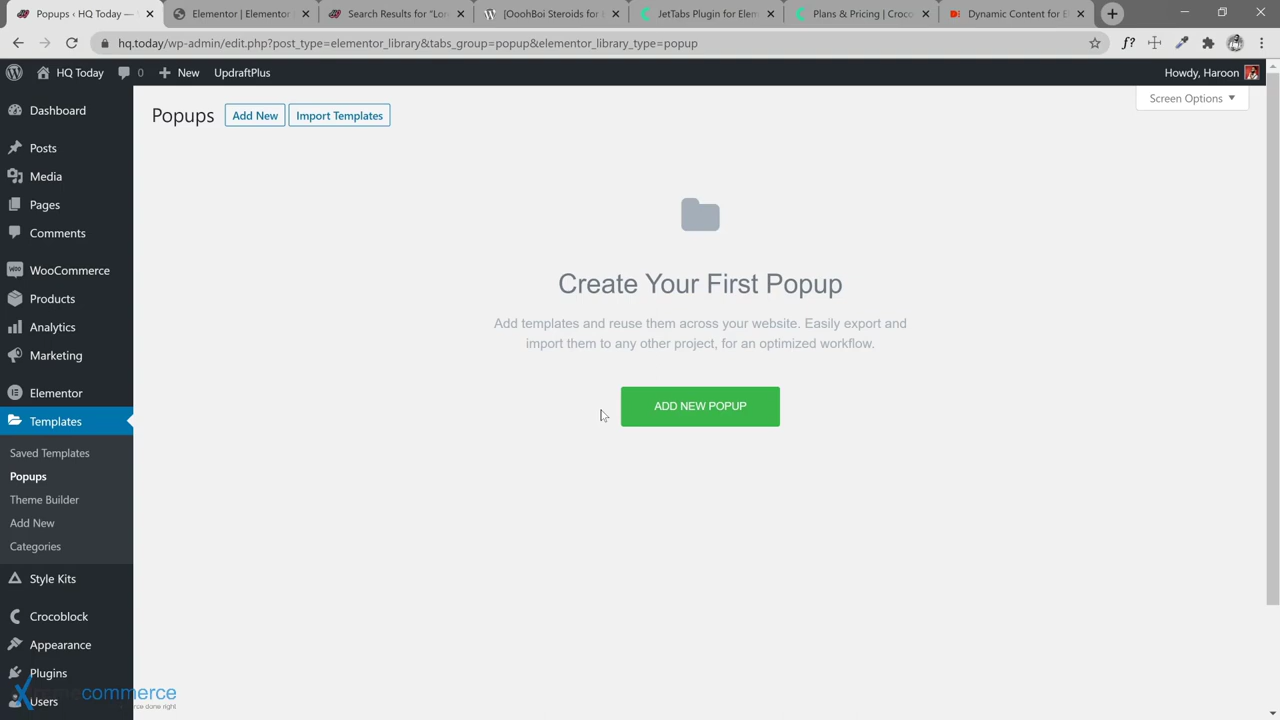 Popups ‹ HQ Today —
Elementor | Elementor
Search Results for "Lor
[OoohBoi Steroids for
JetTabs Plugin for Elem
Plans & Pricing | Croco
Dynamic Content for E
hq.today/wp-admin/edit.php?post_type=elementor_library&tabs_group=popup&elementor_library_type=popup
f?
HQ Today
0
New
UpdraftPlus
Howdy, Haroon
Screen Options
Popups
Add New
Import Templates
Dashboard
Posts
Media
Pages
Comments
WooCommerce
Products
Analytics
Marketing
Elementor
Templates
Saved Templates
Popups
Theme Builder
Add New
Categories
Style Kits
Crocoblock
Appearance
Plugins
Users
Create Your First Popup
Add templates and reuse them across your website. Easily export and
import them to any other project, for an optimized workflow.
ADD NEW POPUP
commerce